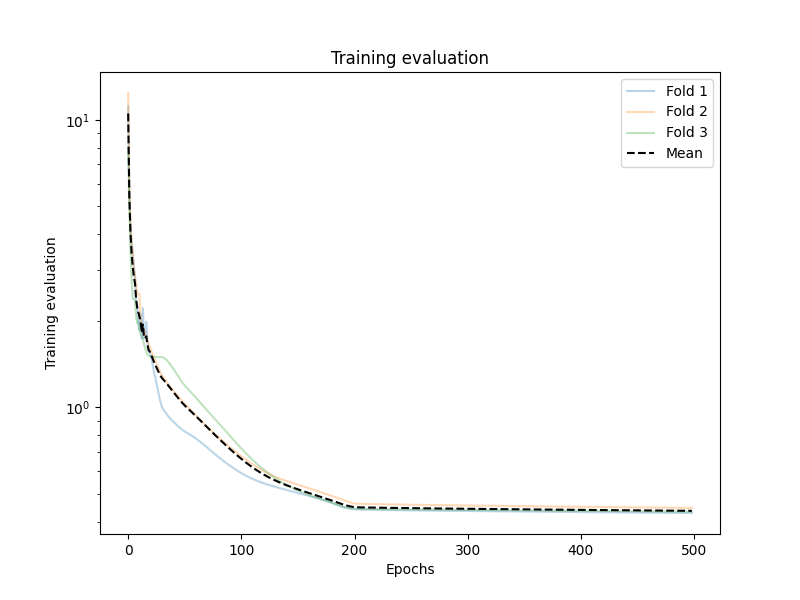 Training evaluation
Fold 1
Fold 2
Fold 3
Mean
Training evaluation
10¹
10⁰
0 100 200 300 400 500
Epochs